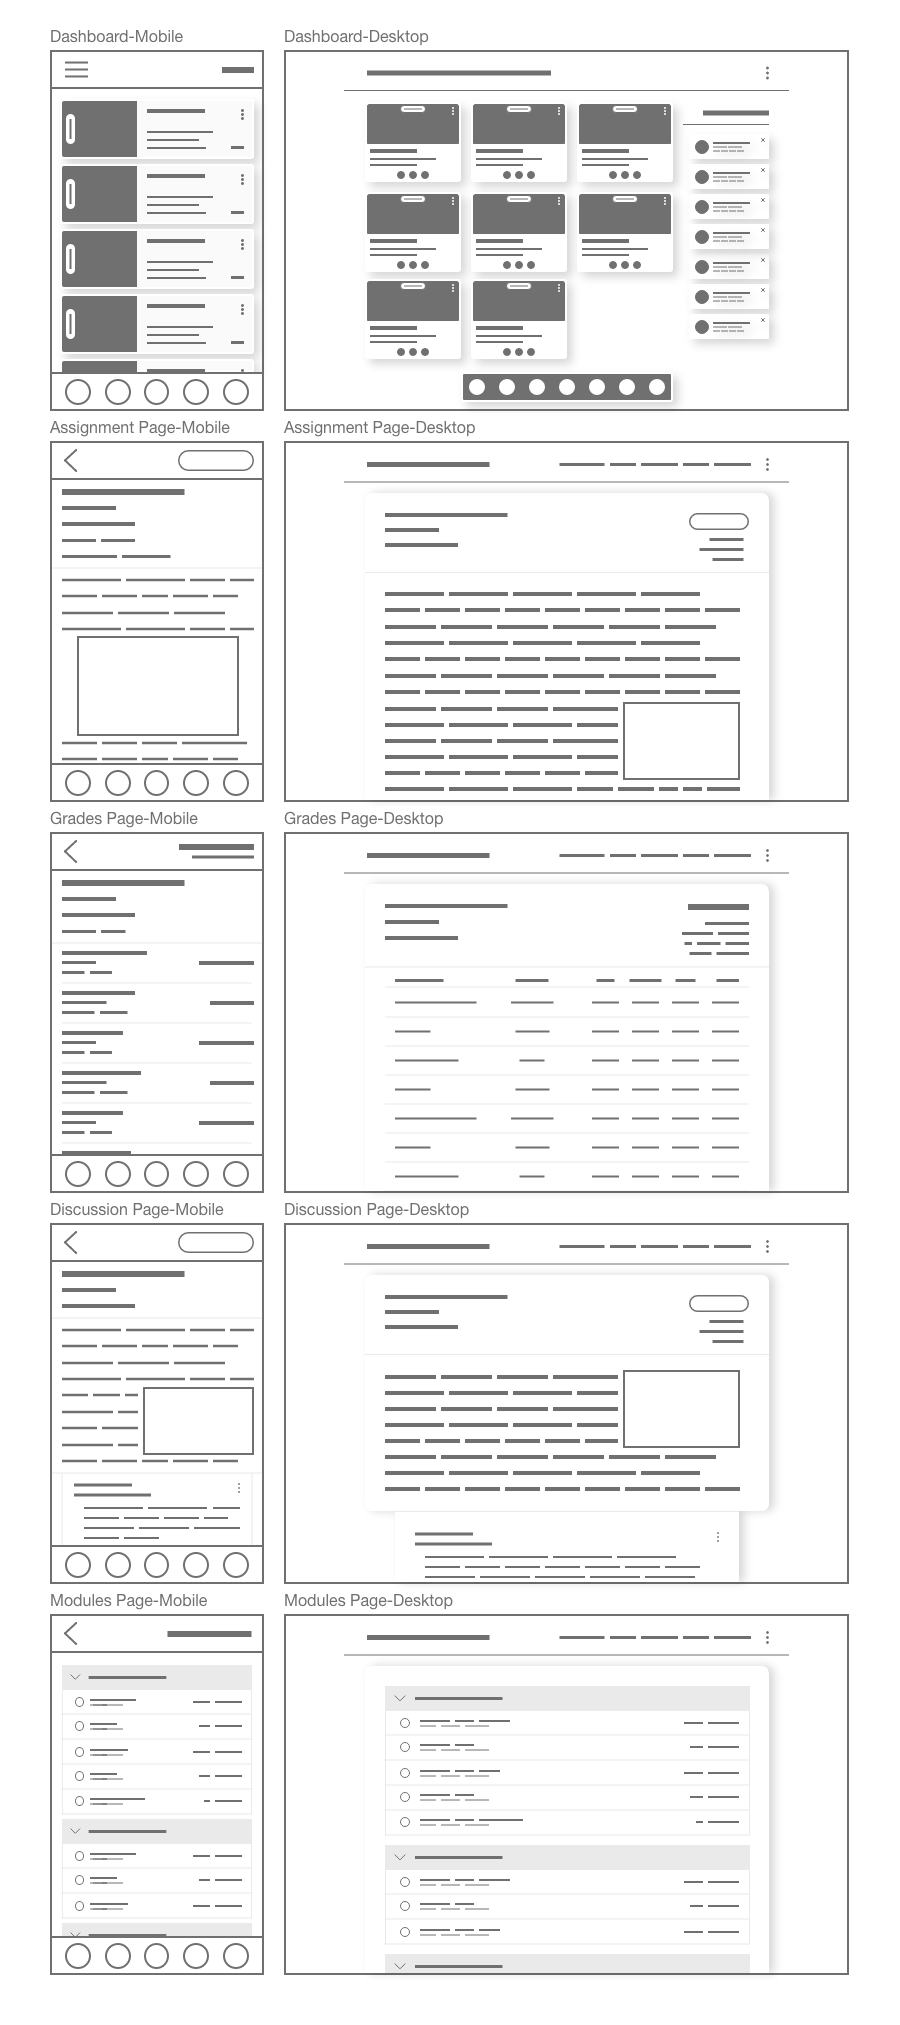 Dashboard-Mobile
Dashboard-Desktop
Assignment Page-Mobile
Assignment Page-Desktop
Grades Page-Mobile
Grades Page-Desktop
Discussion Page-Mobile
Discussion Page-Desktop
Modules Page-Mobile
Modules Page-Desktop